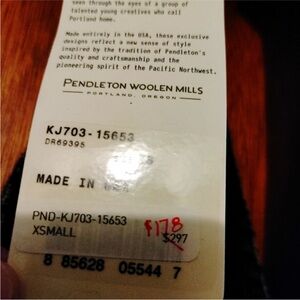 seen through the eyes of a group of
talented young creatives who call
Portland home.
Made entirely in the USA, these exclusive
designs reflect a new sense of style
inspired by the tradition of Pendleton's
quality and craftsmanship and the
pioneering spirit of the Pacific Northwest.
PENDLETON WOOLEN MILLS
PORTLAND, OREGON
KJ703-15653
DR69395
MADE IN USA
PND-KJ703-15653
XSMALL
$178
$297
8 85628 05544 7